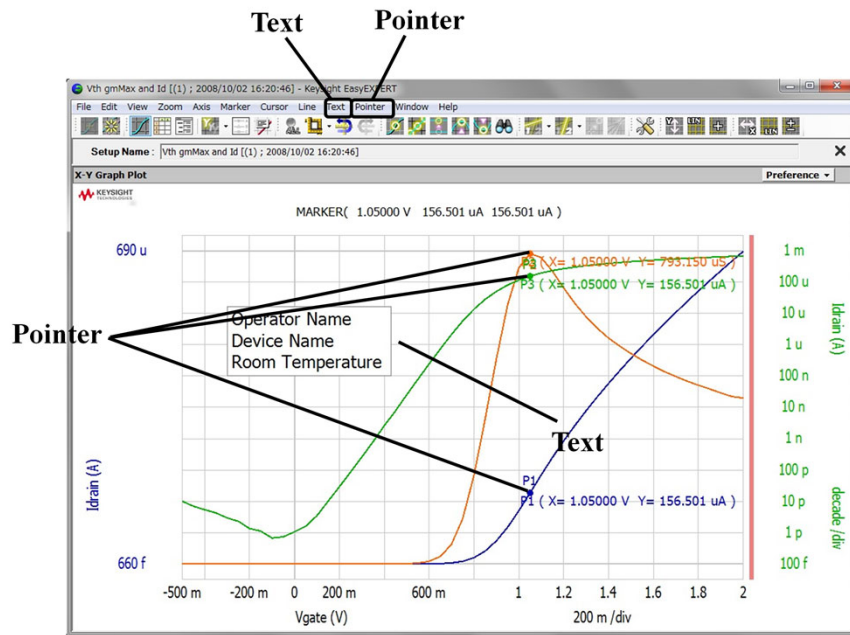 Text Pointer
Vth gmMax and Id [(1) ; 2008/10/02 16:20:46] - Keysight EasyEXPERT
File Edit View Zoom Axis Marker Cursor Line Text Pointer Window Help
Setup Name : Vth gmMax and Id [(1) ; 2008/10/02 16:20:46]
X-Y Graph Plot Preference
KEYSIGHT
TECHNOLOGIES
MARKER( 1.05000 V 156.501 uA 156.501 uA )
690 u
1 m
( X= 1.05000 V Y= 793.150 uS )
100 u
P3 ( X= 1.05000 V Y= 156.501 uA )
10 u
Idrain (A)
Pointer
Operator Name
Device Name
Room Temperature
1 u
100 n
10 n
Text
1 n
Idrain (A)
100 p
P1
P1 ( X= 1.05000 V Y= 156.501 uA )
10 p
decade /div
1 p
660 f
100 f
-500 m -200 m 0 200 m 600 m 1 1.2 1.4 1.6 1.8 2
Vgate (V) 200 m /div